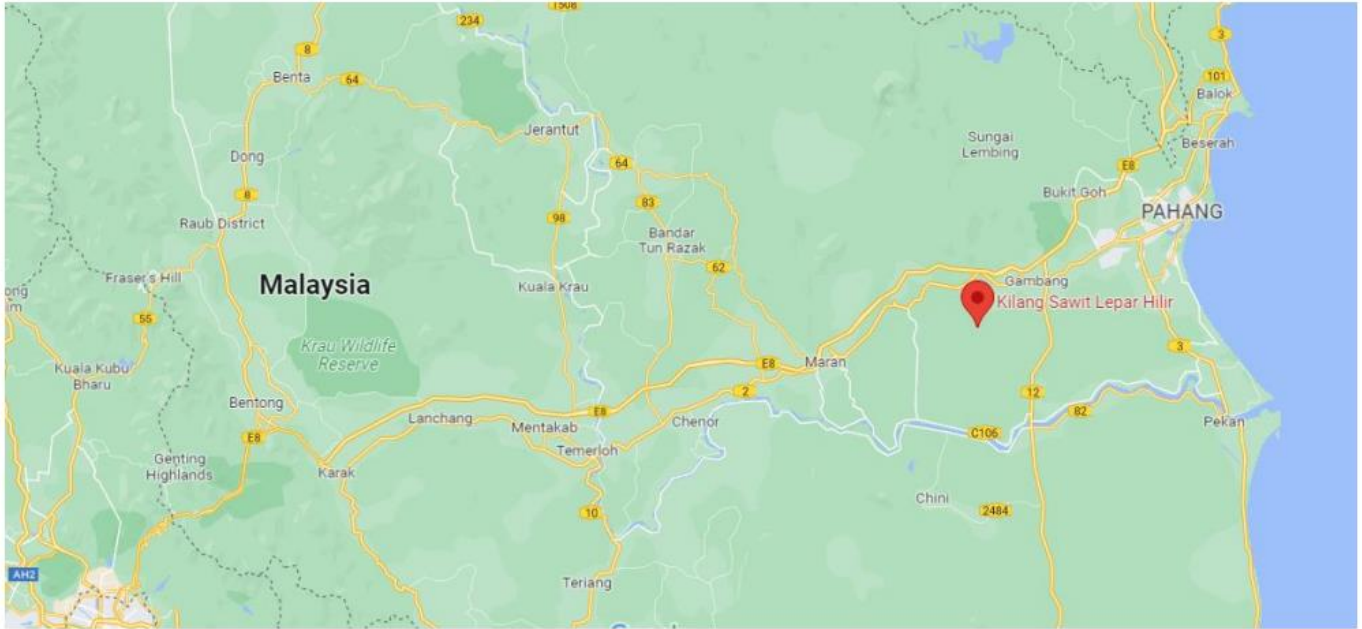 1508
234
3
8
Benta
64
101
Balok
Jerantut
Sungai
Lembing
Beserah
Dong
64
E8
8
83
Bukit Goh
PAHANG
Raub District
98
Bandar
Tun Razak
62
Fraser's Hill
Malaysia
Kuala Krau
Gambang
Kilang Sawit Lepar Hilir
55
Krau Wildlife
Reserve
3
Kuala Kubu
Bharu
E8
Maran
2
12
Bentong
E8
Lanchang
Mentakab
Chenor
82
Pekan
E8
C106
Temerloh
Genting
Highlands
Karak
Chini
10
2484
AH2
Teriang